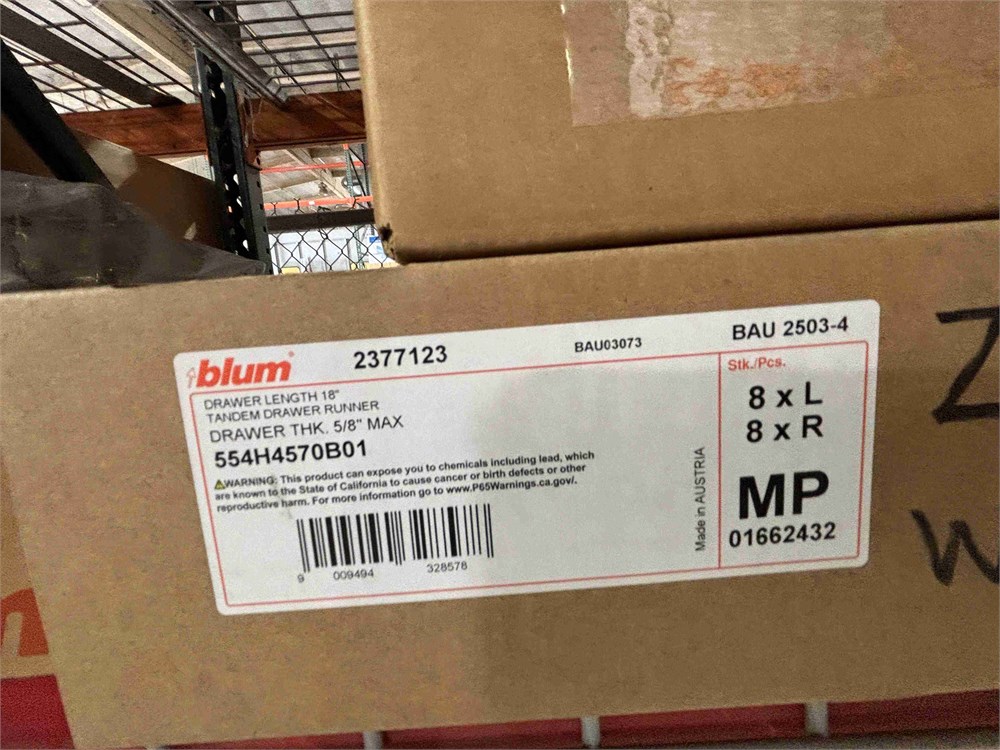 blum
2377123
BAU03073
BAU 2503-4
DRAWER LENGTH 18"
TANDEM DRAWER RUNNER
DRAWER THK. 5/8" MAX
554H4570B01
WARNING: This product can expose you to chemicals including lead, which
are known to the State of California to cause cancer or birth defects or other
reproductive harm. For more information go to www.P65Warnings.ca.gov/.
9 009494 328578
Made in AUSTRIA
Stk./Pcs.
8 x L
8 x R
MP
01662432
Z
W